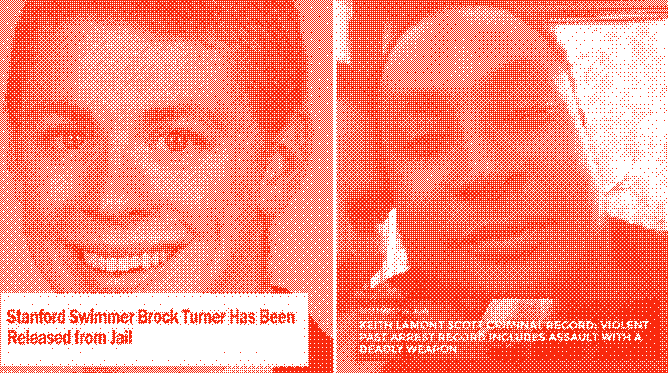 Stanford Swimmer Brock Turner Has Been
Released from Jail
KEITH LAMONT SCOTT CRIMINAL RECORD: VIOLENT
PAST ARREST RECORD INCLUDES ASSAULT WITH A
DEADLY WEAPON